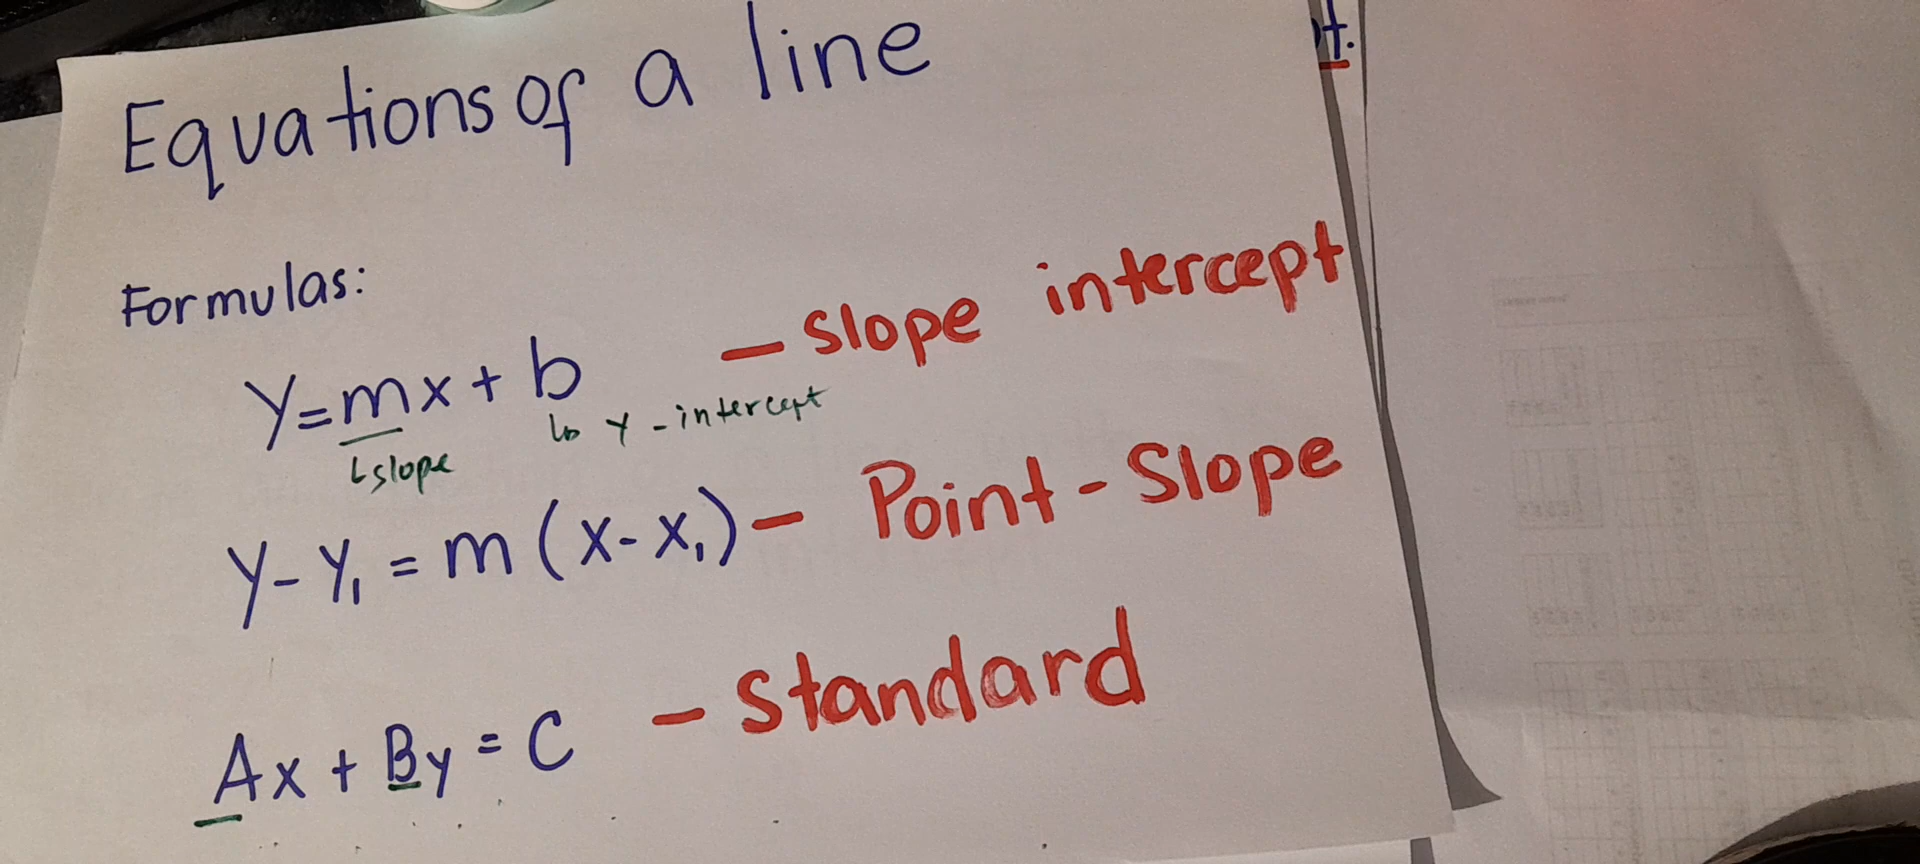 Equations of a line
Formulas:
Y=mx+b - Slope intercept
slope
Y-intercept
Y-Y₁ = m(x-x₁) - Point-Slope
Ax + By = C - Standard